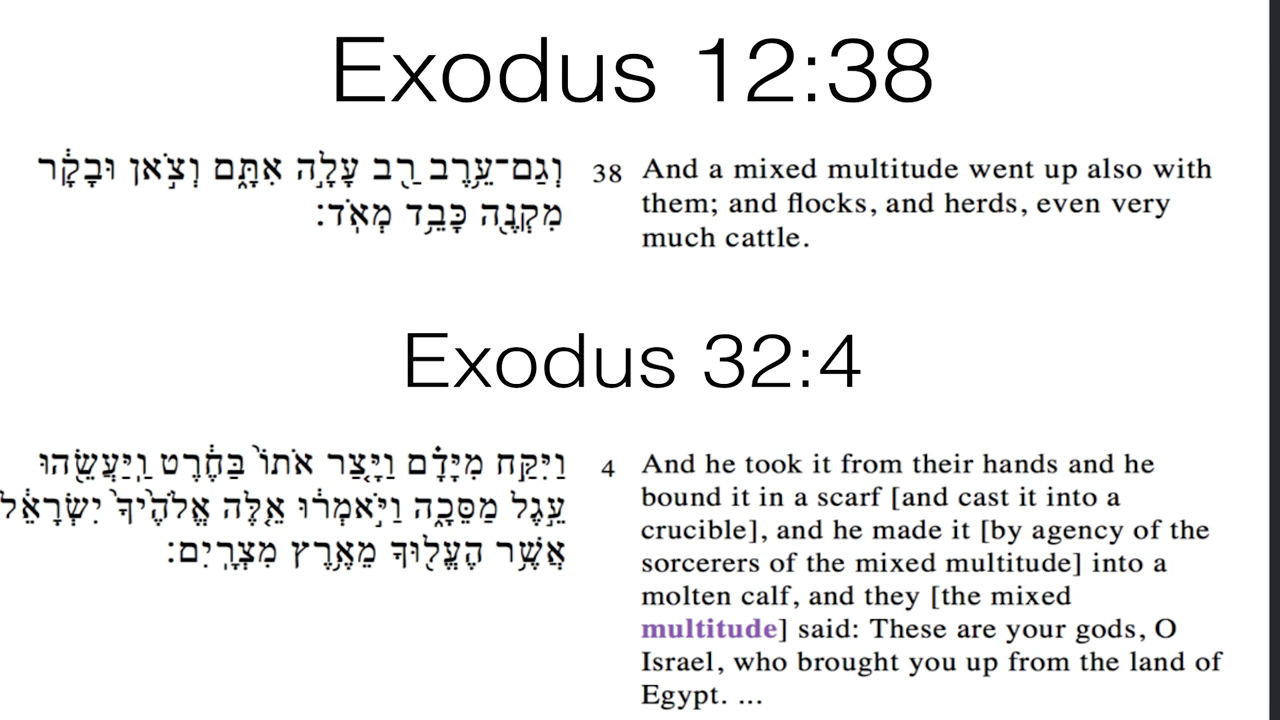 Exodus 12:38
וְגַם־עֵ֥רֶב רַ֖ב עָלָ֣ה אִתָּ֑ם וְצֹ֣אן וּבָקָ֔ר
מִקְנֶ֖ה כָּבֵ֥ד מְאֹֽד׃
38 And a mixed multitude went up also with
them; and flocks, and herds, even very
much cattle.
Exodus 32:4
וַיִּקַּ֣ח מִיָּדָ֗ם וַיָּ֤צַר אֹתוֹ֙ בַּחֶ֔רֶט וַֽיַּעֲשֵׂ֖הוּ
עֵ֣גֶל מַסֵּכָ֑ה וַיֹּ֣אמְר֔וּ אֵ֤לֶּה אֱלֹהֶ֙יךָ֙ יִשְׂרָאֵ֔ל
אֲשֶׁ֥ר הֶעֱל֖וּךָ מֵאֶ֥רֶץ מִצְרָֽיִם׃
4 And he took it from their hands and he
bound it in a scarf [and cast it into a
crucible], and he made it [by agency of the
sorcerers of the mixed multitude] into a
molten calf, and they [the mixed
multitude] said: These are your gods, O
Israel, who brought you up from the land of
Egypt. ...